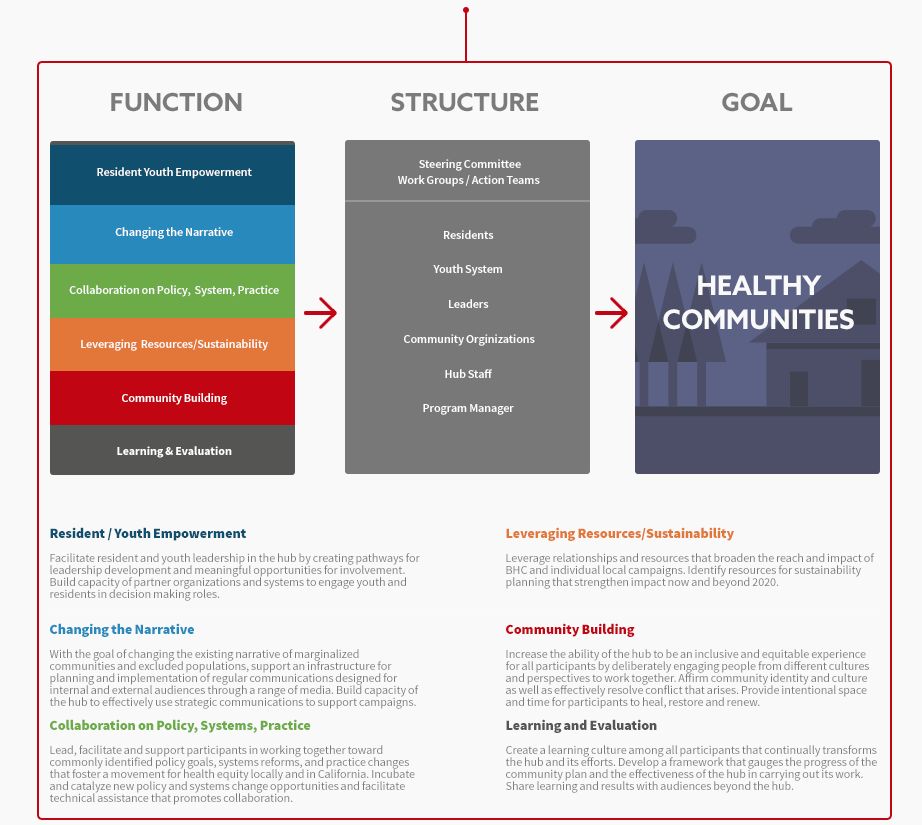 FUNCTION
STRUCTURE
GOAL
Resident Youth Empowerment
Changing the Narrative
Collaboration on Policy, System, Practice
Leveraging Resources/Sustainability
Community Building
Learning & Evaluation
Steering Committee
Work Groups / Action Teams
Residents
Youth System
Leaders
Community Orginizations
Hub Staff
Program Manager
HEALTHY
COMMUNITIES
Resident / Youth Empowerment
Facilitate resident and youth leadership in the hub by creating pathways for
leadership development and meaningful opportunities for involvement.
Build capacity of partner organizations and systems to engage youth and
residents in decision making roles.
Changing the Narrative
With the goal of changing the existing narrative of marginalized
communities and excluded populations, support an infrastructure for
planning and implementation of regular communications designed for
internal and external audiences through a range of media. Build capacity of
the hub to effectively use strategic communications to support campaigns.
Collaboration on Policy, Systems, Practice
Lead, facilitate and support participants in working together toward
commonly identified policy goals, systems reforms, and practice changes
that foster a movement for health equity locally and in California. Incubate
and catalyze new policy and systems change opportunities and facilitate
technical assistance that promotes collaboration.
Leveraging Resources/Sustainability
Leverage relationships and resources that broaden the reach and impact of
BHC and individual local campaigns. Identify resources for sustainability
planning that strengthen impact now and beyond 2020.
Community Building
Increase the ability of the hub to be an inclusive and equitable experience
for all participants by deliberately engaging people from different cultures
and perspectives to work together. Affirm community identity and culture
as well as effectively resolve conflict that arises. Provide intentional space
and time for participants to heal, restore and renew.
Learning and Evaluation
Create a learning culture among all participants that continually transforms
the hub and its efforts. Develop a framework that gauges the progress of the
community plan and the effectiveness of the hub in carrying out its work.
Share learning and results with audiences beyond the hub.